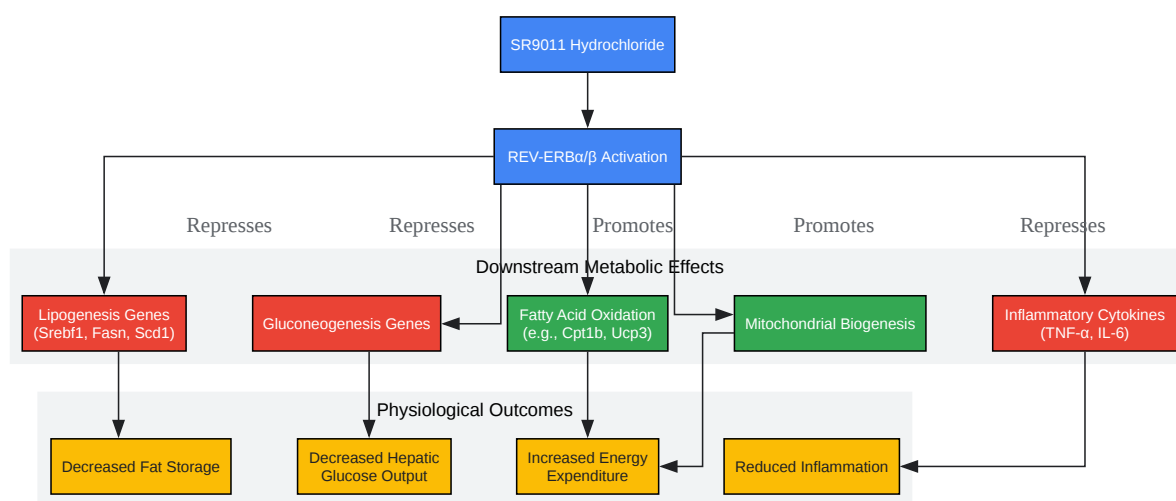 SR9011 Hydrochloride
REV-ERBα/β Activation
Represses
Represses
Promotes
Promotes
Represses
Downstream Metabolic Effects
Lipogenesis Genes
(Srebf1, Fasn, Scd1)
Gluconeogenesis Genes
Fatty Acid Oxidation
(e.g., Cpt1b, Ucp3)
Mitochondrial Biogenesis
Inflammatory Cytokines
(TNF-α, IL-6)
Physiological Outcomes
Decreased Fat Storage
Decreased Hepatic
Glucose Output
Increased Energy
Expenditure
Reduced Inflammation